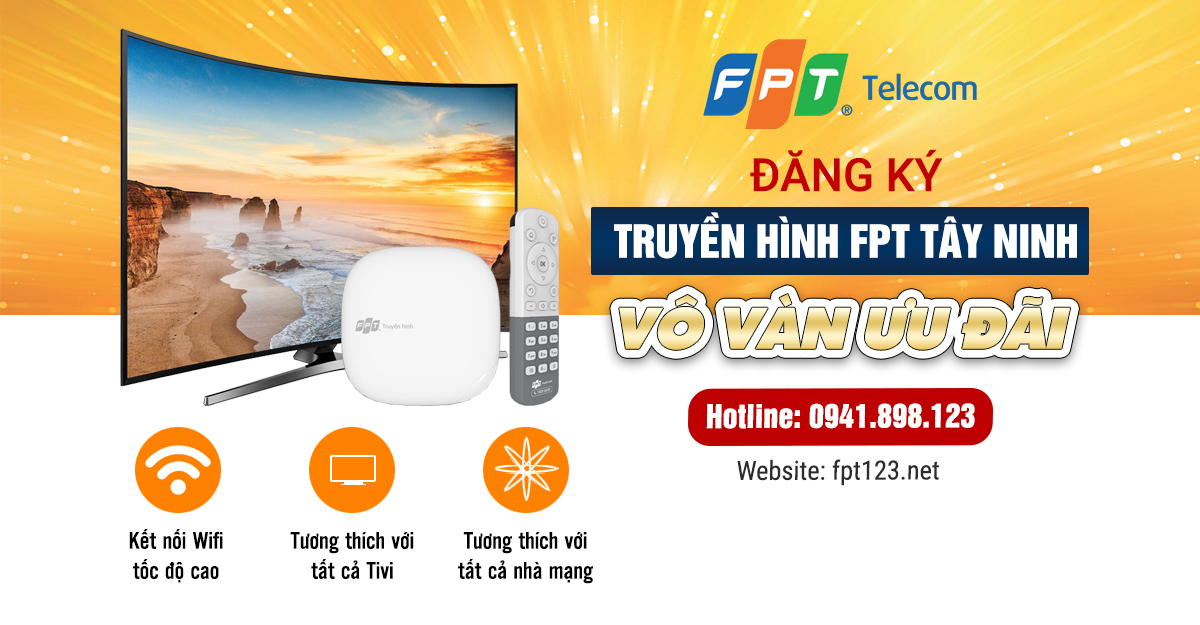 FPT® Telecom
ĐĂNG KÝ
TRUYỀN HÌNH FPT TÂY NINH
VÔ VÀN ƯU ĐÃI
Hotline: 0941.898.123
Website: fpt123.net
FPT Truyền hình
OK
FPT
Kết nối Wifi
tốc độ cao
Tương thích với
tất cả Tivi
Tương thích với
tất cả nhà mạng